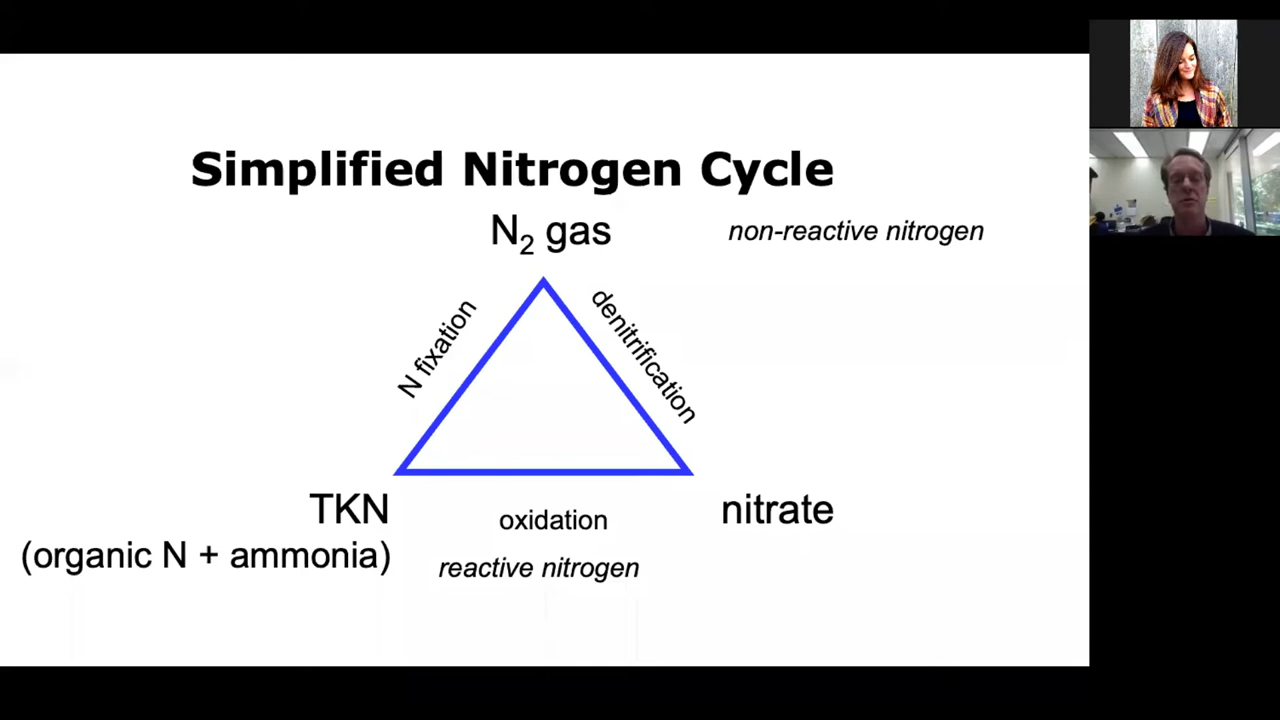 Simplified Nitrogen Cycle
N2 gas
non-reactive nitrogen
N fixation
denitrification
TKN
(organic N + ammonia)
oxidation
nitrate
reactive nitrogen